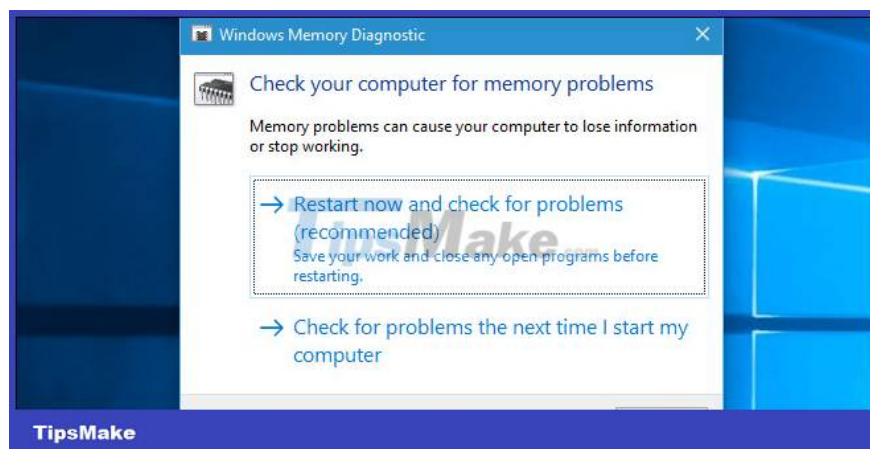 Windows Memory Diagnostic
Check your computer for memory problems
Memory problems can cause your computer to lose information
or stop working.
Restart now and check for problems
(recommended)
TipsMake.com
Save your work and close any open programs before
restarting.
Check for problems the next time I start my
computer
TipsMake